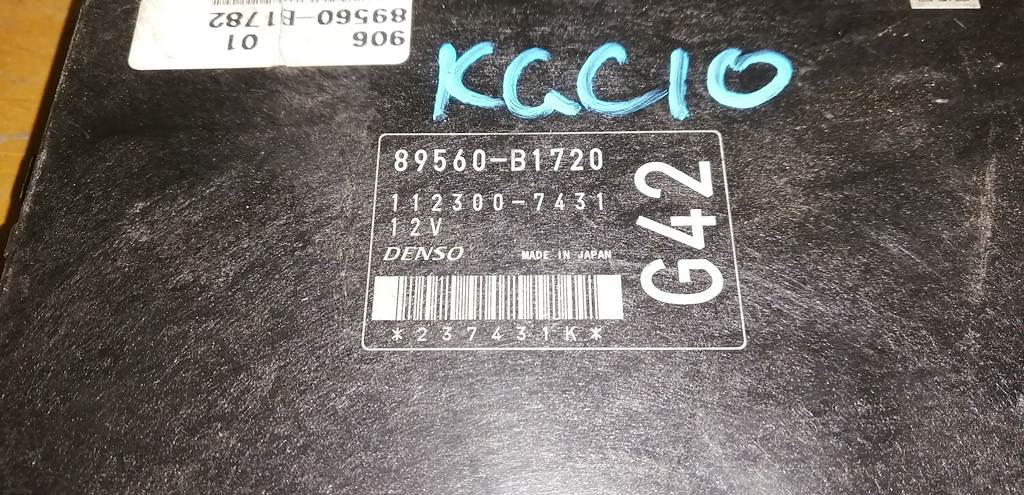 906 01
89560-B1782
KGC10
89560-B1720
112300-7431
12V
DENSO MADE IN JAPAN
*237431K*
G42